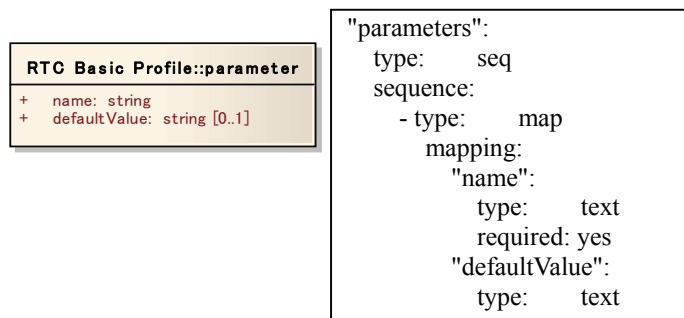 RTC Basic Profile::parameter
+ name: string
+ defaultValue: string [0..1]
"parameters":
type: seq
sequence:
- type: map
mapping:
"name":
type: text
required: yes
"defaultValue":
type: text